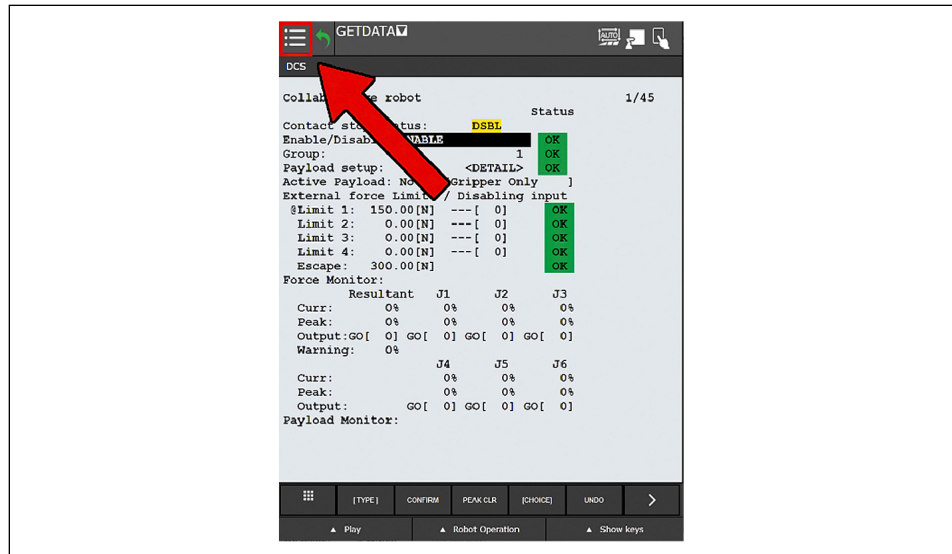 GETDATA
AUTO
DCS
Collab robot 1/45
Status
Contact sto tus: DSBL
Enable/Disabl NABLE OK
Group: 1 OK
Payload setup: <DETAIL> OK
Active Payload: No Gripper Only ]
External force Limit / Disabling input
@Limit 1: 150.00[N] ---[ 0] OK
Limit 2: 0.00[N] ---[ 0] OK
Limit 3: 0.00[N] ---[ 0] OK
Limit 4: 0.00[N] ---[ 0] OK
Escape: 300.00[N] OK
Force Monitor:
Resultant J1 J2 J3
Curr: 0% 0% 0% 0%
Peak: 0% 0% 0% 0%
Output:GO[ 0] GO[ 0] GO[ 0] GO[ 0]
Warning: 0%
J4 J5 J6
Curr: 0% 0% 0%
Peak: 0% 0% 0%
Output: GO[ 0] GO[ 0] GO[ 0]
Payload Monitor:
[TYPE] CONFIRM PEAK CLR [CHOICE] UNDO >
▲ Play ▲ Robot Operation ▲ Show keys